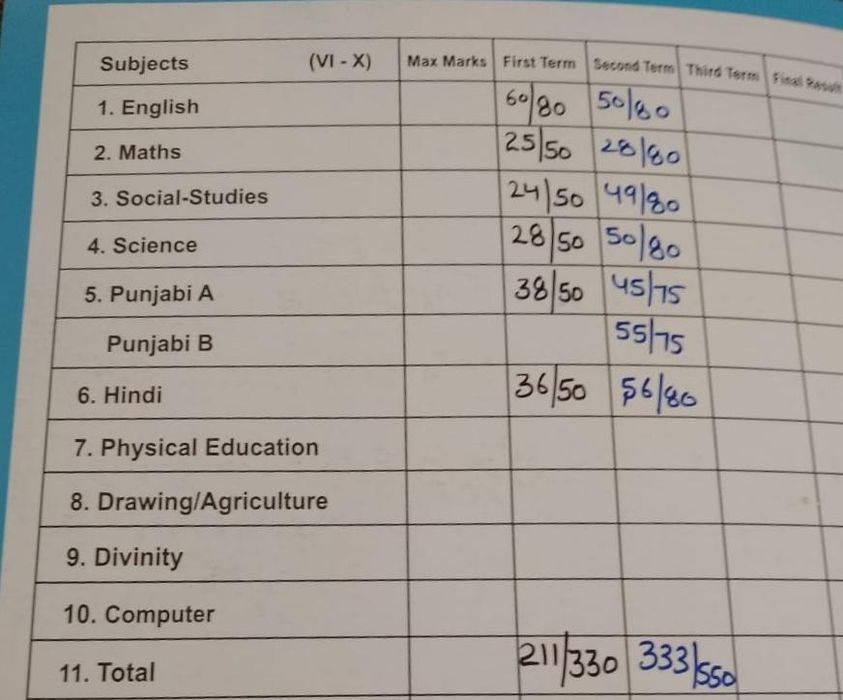 Subjects (VI - X) Max Marks First Term Second Term Third Term Final Result
1. English 60/80 50/80
2. Maths 25/50 28/80
3. Social-Studies 24/50 49/80
4. Science 28/50 50/80
5. Punjabi A 38/50 45/75
Punjabi B 55/75
6. Hindi 36/50 56/80
7. Physical Education
8. Drawing/Agriculture
9. Divinity
10. Computer
11. Total 211/330 333/550